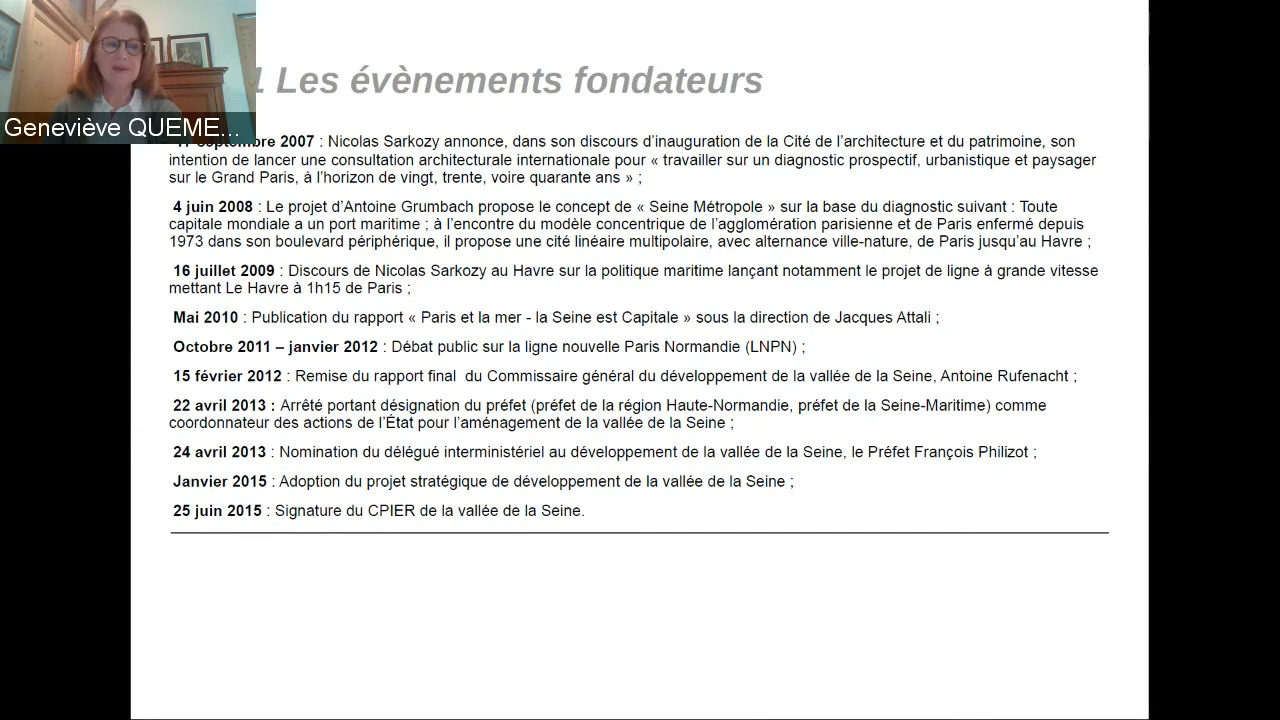 Geneviève QUEME...
1 Les évènements fondateurs
septembre 2007 : Nicolas Sarkozy annonce, dans son discours d'inauguration de la Cité de l'architecture et du patrimoine, son
intention de lancer une consultation architecturale internationale pour « travailler sur un diagnostic prospectif, urbanistique et paysager
sur le Grand Paris, à l'horizon de vingt, trente, voire quarante ans » ;
4 juin 2008 : Le projet d'Antoine Grumbach propose le concept de « Seine Métropole » sur la base du diagnostic suivant : Toute
capitale mondiale a un port maritime ; à l'encontre du modèle concentrique de l'agglomération parisienne et de Paris enfermé depuis
1973 dans son boulevard périphérique, il propose une cité linéaire multipolaire, avec alternance ville-nature, de Paris jusqu'au Havre ;
16 juillet 2009 : Discours de Nicolas Sarkozy au Havre sur la politique maritime lançant notamment le projet de ligne à grande vitesse
mettant Le Havre à 1h15 de Paris ;
Mai 2010 : Publication du rapport « Paris et la mer - la Seine est Capitale » sous la direction de Jacques Attali ;
Octobre 2011 – janvier 2012 : Débat public sur la ligne nouvelle Paris Normandie (LNPN) ;
15 février 2012 : Remise du rapport final du Commissaire général du développement de la vallée de la Seine, Antoine Rufenacht ;
22 avril 2013 : Arrêté portant désignation du préfet (préfet de la région Haute-Normandie, préfet de la Seine-Maritime) comme
coordonnateur des actions de l'État pour l'aménagement de la vallée de la Seine ;
24 avril 2013 : Nomination du délégué interministériel au développement de la vallée de la Seine, le Préfet François Philizot ;
Janvier 2015 : Adoption du projet stratégique de développement de la vallée de la Seine ;
25 juin 2015 : Signature du CPIER de la vallée de la Seine.